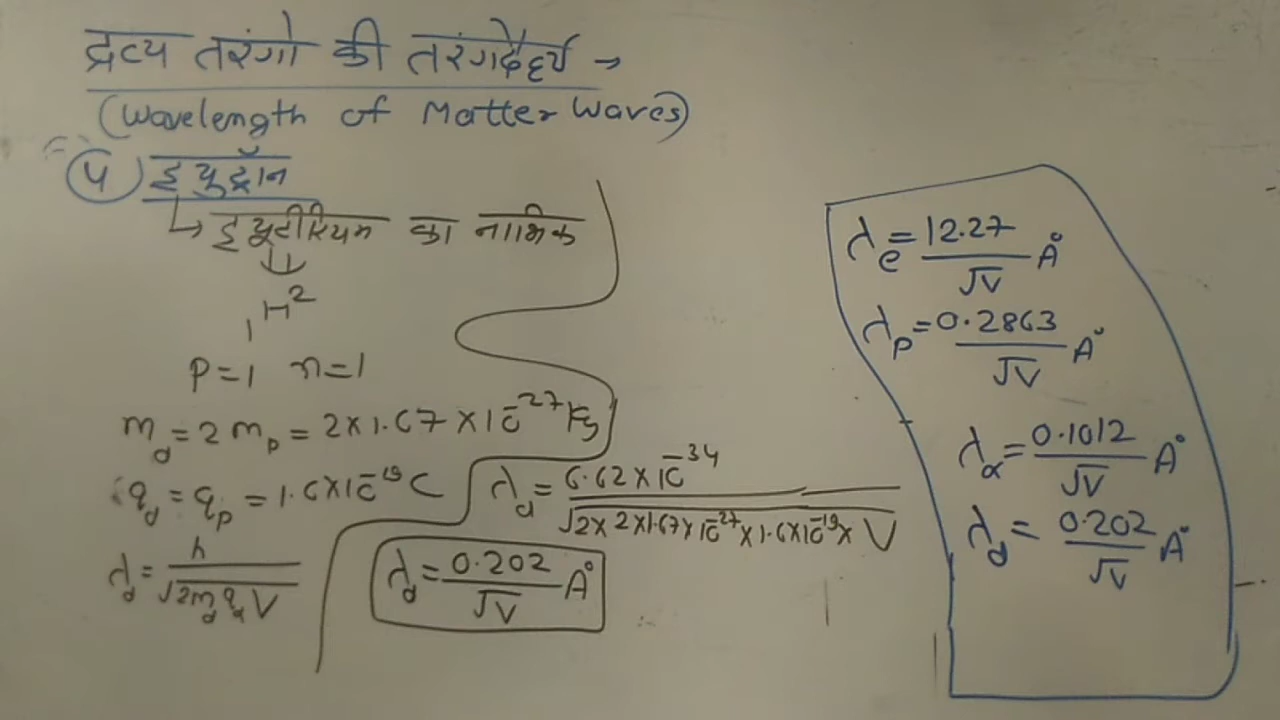 द्रव्य तरंगो की तरंगदैर्ध्य →
(Wavelength of Matter Waves)
(4) ड्युट्रॉन
↳ ड्यूटीरियम का नाभिक
⇓
₁H²
P=1 n=1
m_d = 2 m_p = 2×1.67×10⁻²⁷ Kg
q_d = q_p = 1.6×10⁻¹⁹ C
λ_d = h / √(2m_d q_d V)
λ_d = 6.62×10⁻³⁴ / √(2×2×1.67×10⁻²⁷×1.6×10⁻¹⁹×V)
λ_d = 0.202/√V A°
λ_e = 12.27/√V A°
λ_p = 0.2863/√V A°
λ_α = 0.1012/√V A°
λ_d = 0.202/√V A°